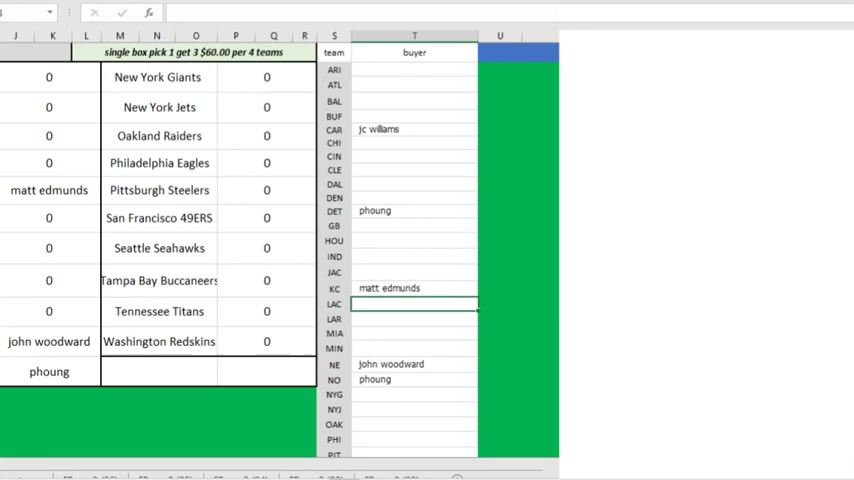 J K L M N O P Q R S T U
single box pick 1 get 3 $60.00 per 4 teams team buyer
0 New York Giants 0
0 New York Jets 0
0 Oakland Raiders 0
0 Philadelphia Eagles 0
matt edmunds Pittsburgh Steelers 0
0 San Francisco 49ERS 0
0 Seattle Seahawks 0
0 Tampa Bay Buccaneers 0
0 Tennessee Titans 0
john woodward Washington Redskins 0
phoung
ARI
ATL
BAL
BUF
CAR jc willams
CHI
CIN
CLE
DAL
DEN
DET phoung
GB
HOU
IND
JAC
KC matt edmunds
LAC
LAR
MIA
MIN
NE john woodward
NO phoung
NYG
NYJ
OAK
PHI
PIT